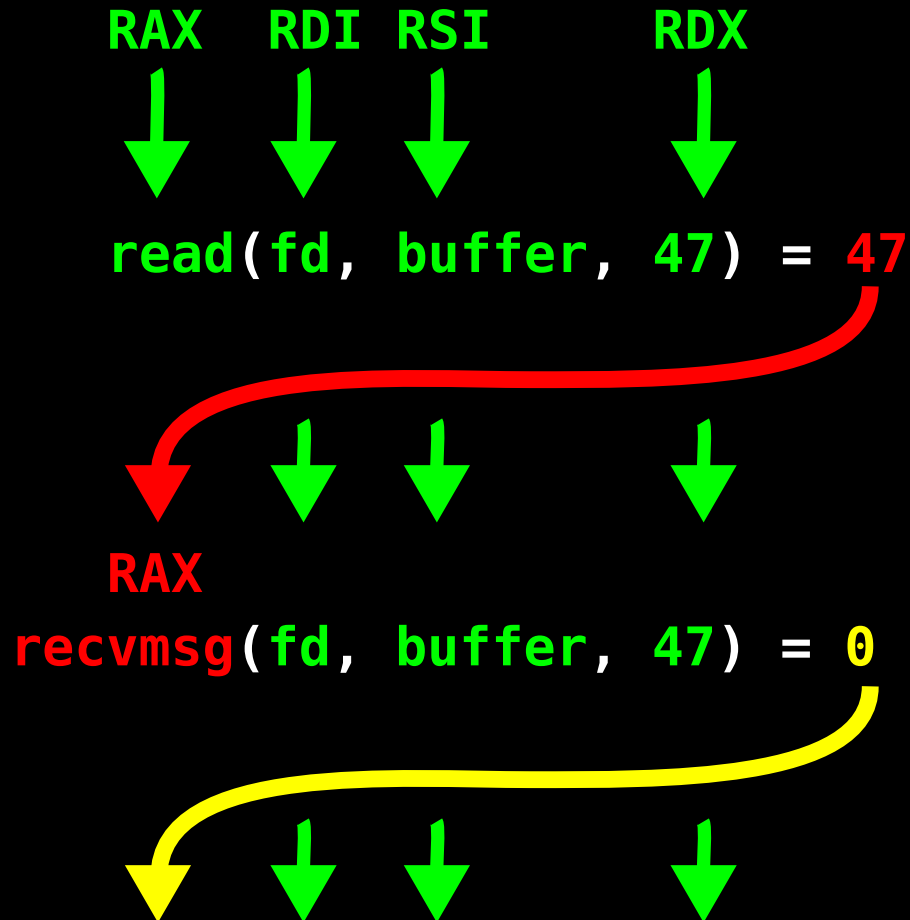 RAX RDI RSI RDX
read(fd, buffer, 47) = 47
RAX
recvmsg(fd, buffer, 47) = 0